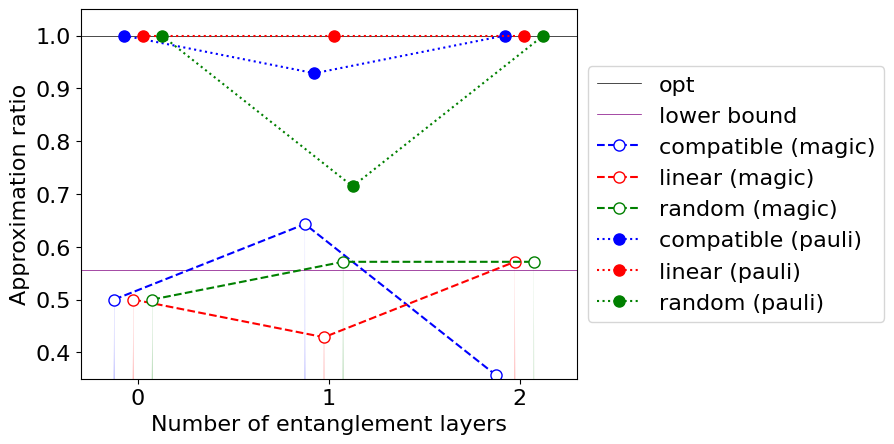 1.0
0.9
0.8
0.7
0.6
0.5
0.4
Approximation ratio
0 1 2
Number of entanglement layers
opt
lower bound
compatible (magic)
linear (magic)
random (magic)
compatible (pauli)
linear (pauli)
random (pauli)